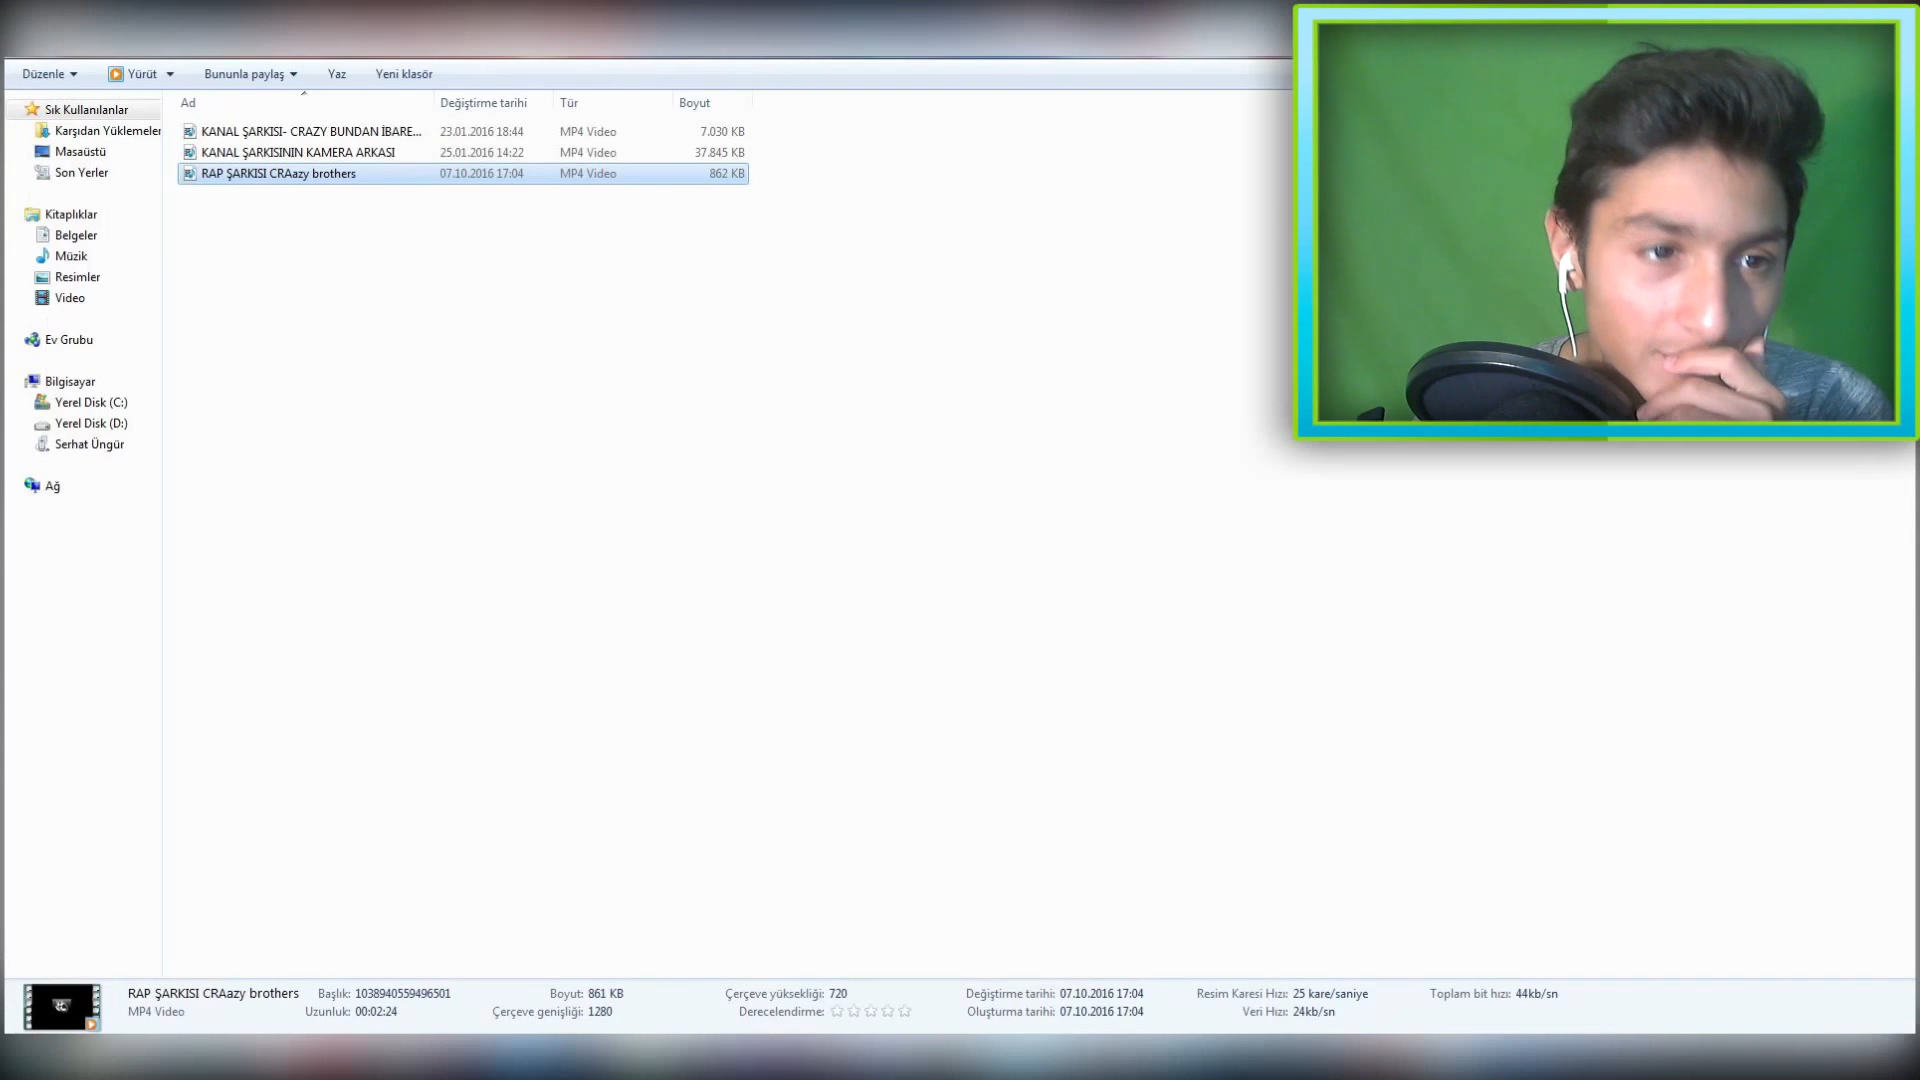 Düzenle Yürüt Bununla paylaş Yaz Yeni klasör
Ad Değiştirme tarihi Tür Boyut
KANAL ŞARKISI- CRAZY BUNDAN İBARE... 23.01.2016 18:44 MP4 Video 7.030 KB
KANAL ŞARKISININ KAMERA ARKASI 25.01.2016 14:22 MP4 Video 37.845 KB
RAP ŞARKISI CRAazy brothers 07.10.2016 17:04 MP4 Video 862 KB
Sık Kullanılanlar
Karşıdan Yüklemeler
Masaüstü
Son Yerler
Kitaplıklar
Belgeler
Müzik
Resimler
Video
Ev Grubu
Bilgisayar
Yerel Disk (C:)
Yerel Disk (D:)
Serhat Üngür
Ağ
RAP ŞARKISI CRAazy brothers Başlık: 1038940559496501 Boyut: 861 KB Çerçeve yüksekliği: 720 Değiştirme tarihi: 07.10.2016 17:04 Resim Karesi Hızı: 25 kare/saniye Toplam bit hızı: 44kb/sn
MP4 Video Uzunluk: 00:02:24 Çerçeve genişliği: 1280 Derecelendirme: Oluşturma tarihi: 07.10.2016 17:04 Veri Hızı: 24kb/sn